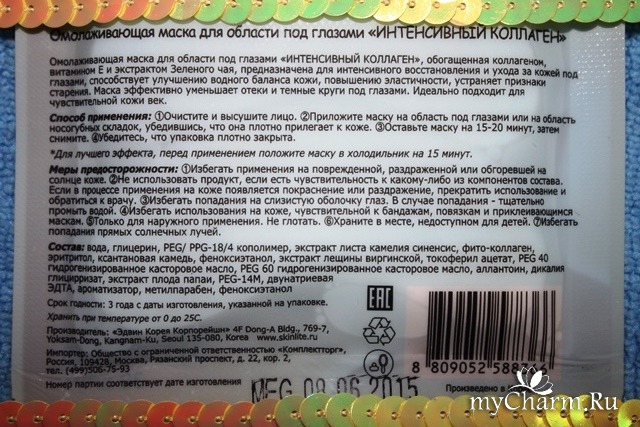 Омолаживающая маска для области под глазами «ИНТЕНСИВНЫЙ КОЛЛАГЕН»
Омолаживающая маска для области под глазами «ИНТЕНСИВНЫЙ КОЛЛАГЕН», обогащенная коллагеном,
витамином Е и экстрактом Зеленого чая, предназначена для интенсивного восстановления и ухода за кожей под
глазами, способствует улучшению водного баланса кожи, повышению эластичности, устраняет признаки
старения. Маска эффективно уменьшает отеки и темные круги под глазами. Идеально подходит для
чувствительной кожи век.
Способ применения: ①Очистите и высушите лицо. ②Приложите маску на область под глазами или на область
носогубных складок, убедившись, что она плотно прилегает к коже. ③Оставьте маску на 15-20 минут, затем
снимите. ④Убедитесь, что упаковка плотно закрыта.
*Для лучшего эффекта, перед применением положите маску в холодильник на 15 минут.
Меры предосторожности: ①Избегать применения на поврежденной, раздраженной или обгоревшей на
солнце коже. ②Не использовать продукт, если есть чувствительность к какому-либо из компонентов состава.
Если в процессе применения на коже появляется покраснение или раздражение, прекратить использование и
обратиться к врачу. ③Избегать попадания на слизистую оболочку глаз. В случае попадания - тщательно
промыть водой. ④Избегать использования на коже, чувствительной к бандажам, повязкам и приклеивающимся
маскам. ⑤Только для наружного применения. Не глотать. ⑥Храните в месте, недоступном для детей. ⑦Избегать
попадания прямых солнечных лучей.
Состав: вода, глицерин, PEG/ PPG-18/4 кополимер, экстракт листа камелия синенсис, фито-коллаген,
эритритол, ксантановая камедь, феноксиэтанол, экстракт лещины виргинской, токоферил ацетат, PEG 40
гидрогенизированное касторовое масло, PEG 60 гидрогенизированное касторовое масло, аллантоин, дикалия
глицирризат, экстракт плода папаи, PEG-14M, двунатриевая
ЭДТА, ароматизатор, метилпарабен, феноксиэтанол
Срок годности: 3 года с даты изготовления, указанной на упаковке.
Хранить при температуре от 0 до 25С.
Производитель: «Эдвин Корея Корпорейшн» 4F Dong-A Bldg., 769-7,
Yoksam-Dong, Kangnam-Ku, Seoul 135-080, Korea www.skinlite.ru
Импортер: Общество с ограниченной ответственностью «Комплекторг»,
Россия, 109428, Москва, Рязанский проспект, д. 22, кор. 2,
тел. (499)506-75-93
Номер партии соответствует дате изготовления
MFG 09 06 2015
EAC
8 809052 588
Произведено в
myCharm.Ru